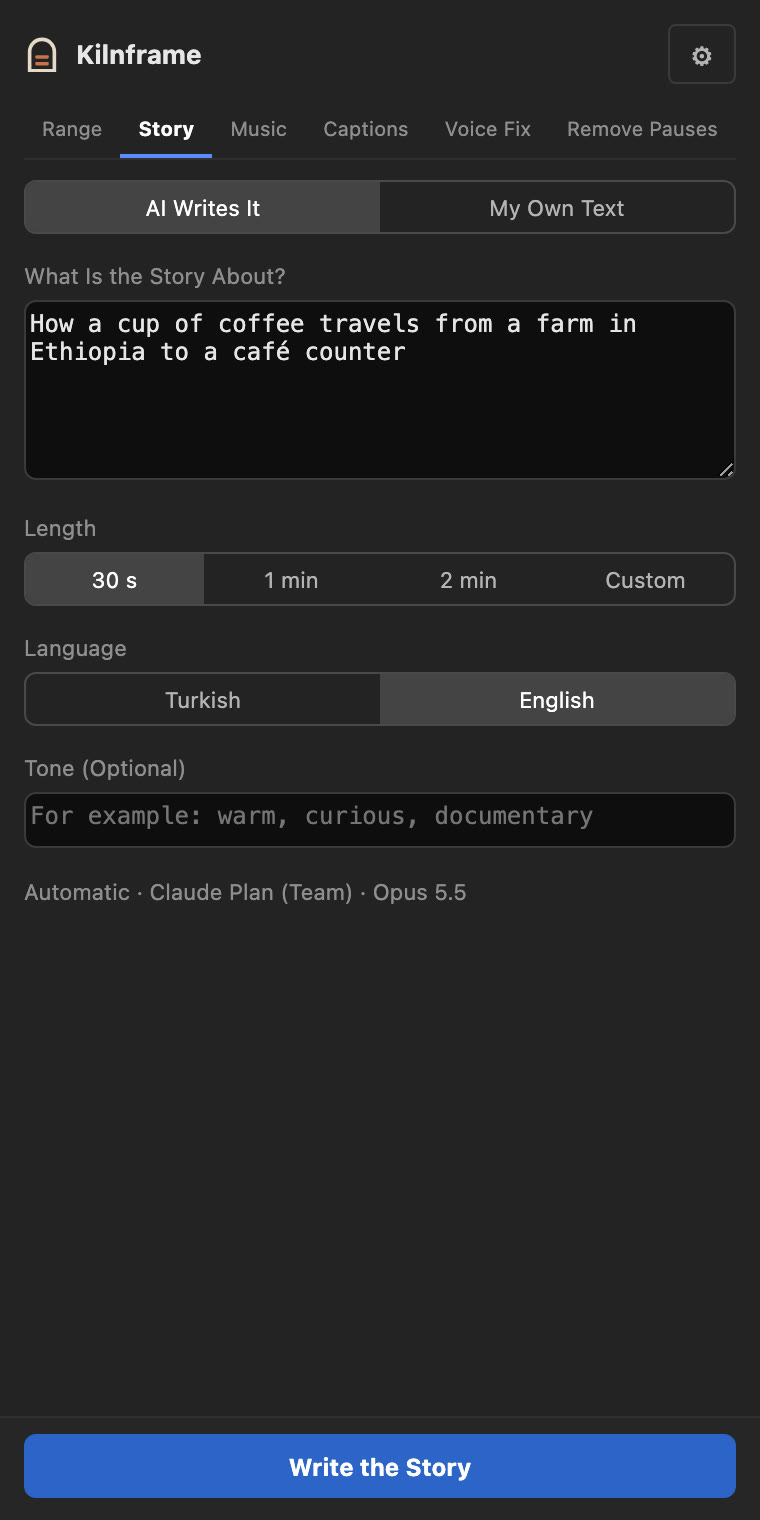 Kilnframe
Range Story Music Captions Voice Fix Remove Pauses
AI Writes It My Own Text
What Is the Story About?
How a cup of coffee travels from a farm in
Ethiopia to a café counter
Length
30 s 1 min 2 min Custom
Language
Turkish English
Tone (Optional)
For example: warm, curious, documentary
Automatic · Claude Plan (Team) · Opus 5.5
Write the Story